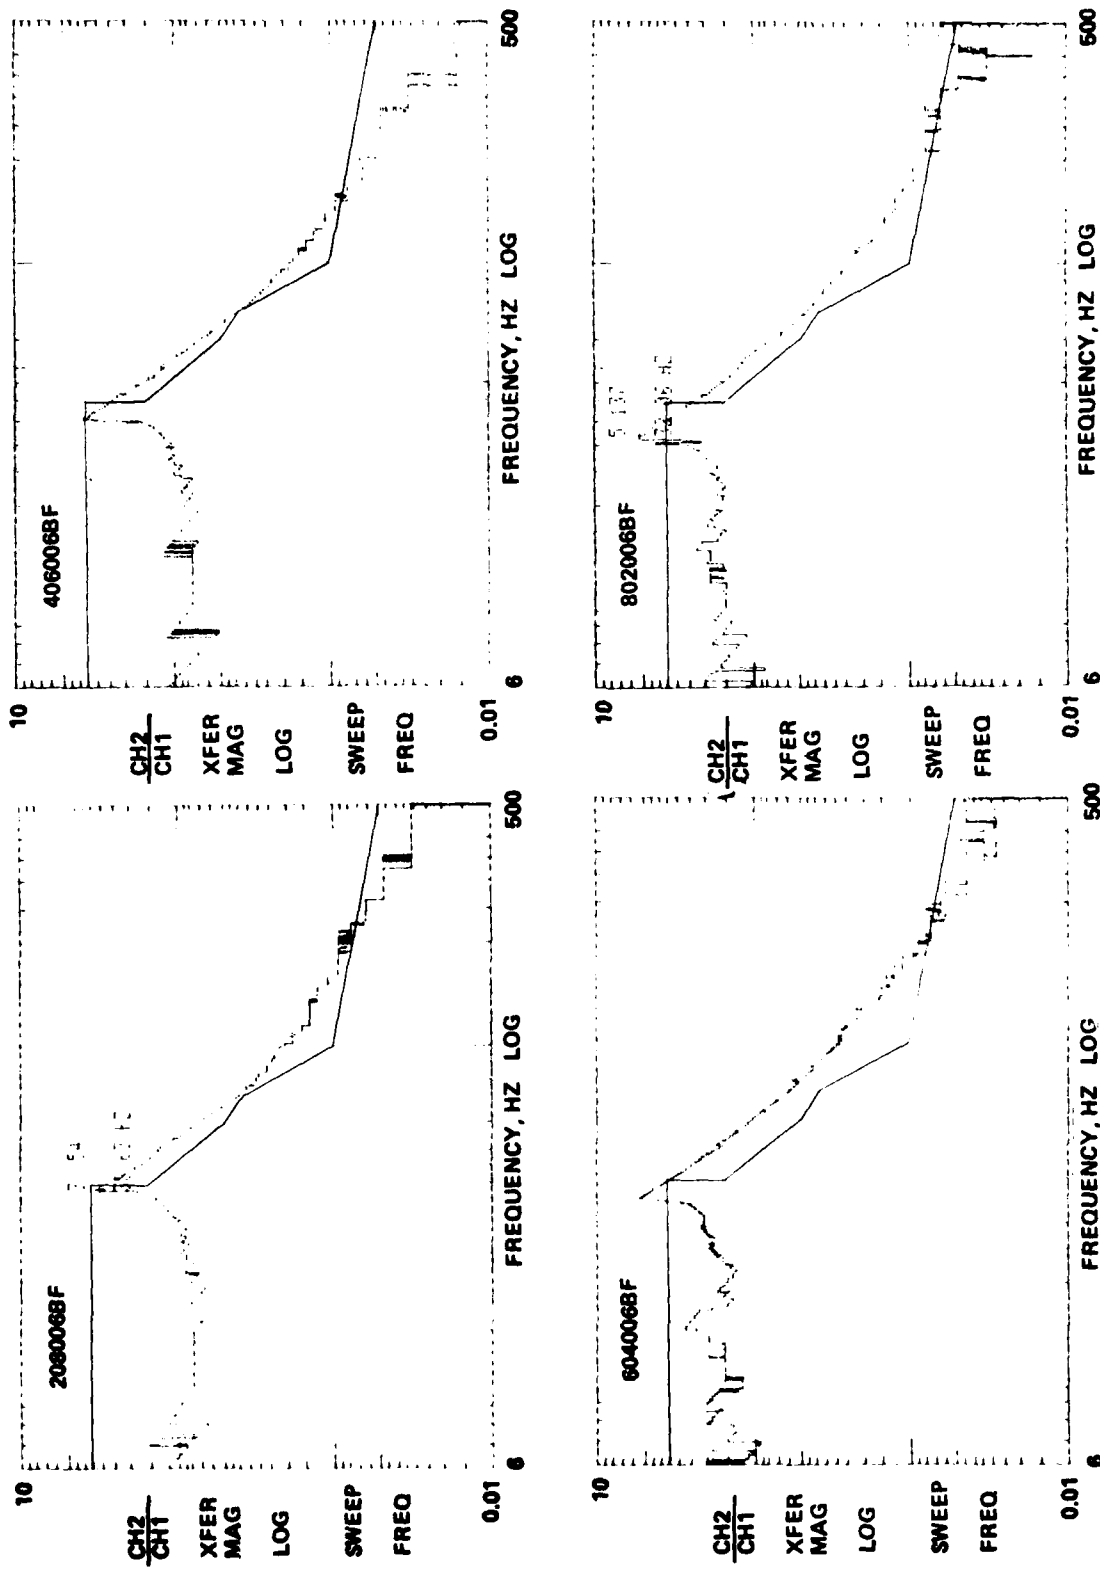 208006BF
10
CH2
CH1
XFER
MAG
LOG
SWEEP
FREQ
0.01
6
FREQUENCY, HZ LOG
500
406006BF
10
CH2
CH1
XFER
MAG
LOG
SWEEP
FREQ
0.01
6
FREQUENCY, HZ LOG
500
604006BF
10
CH2
CH1
XFER
MAG
LOG
SWEEP
FREQ
0.01
6
FREQUENCY, HZ LOG
500
802006BF
10
CH2
CH1
XFER
MAG
LOG
SWEEP
FREQ
0.01
6
FREQUENCY, HZ LOG
500